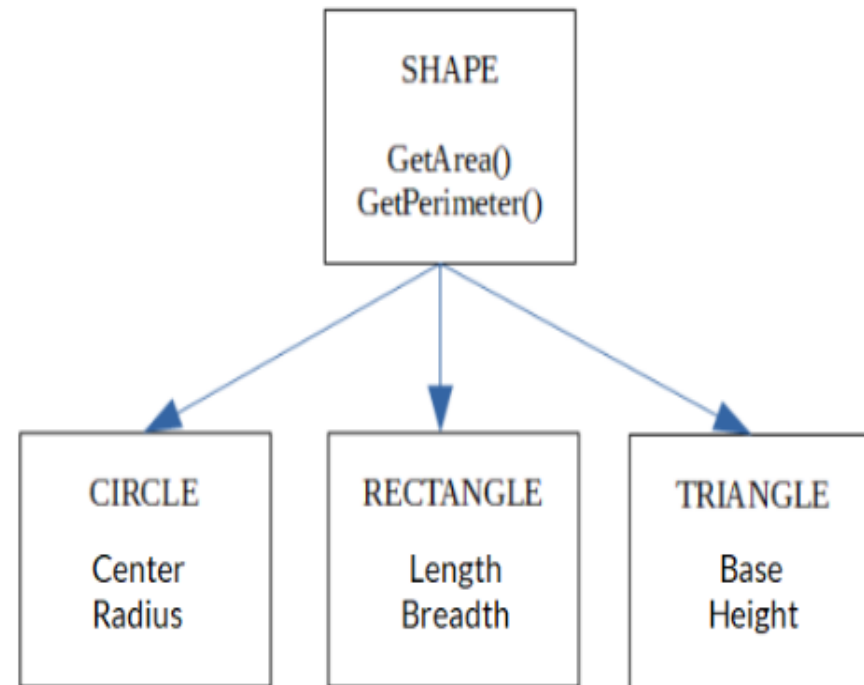 SHAPE
GetArea()
GetPerimeter()
CIRCLE
Center
Radius
RECTANGLE
Length
Breadth
TRIANGLE
Base
Height